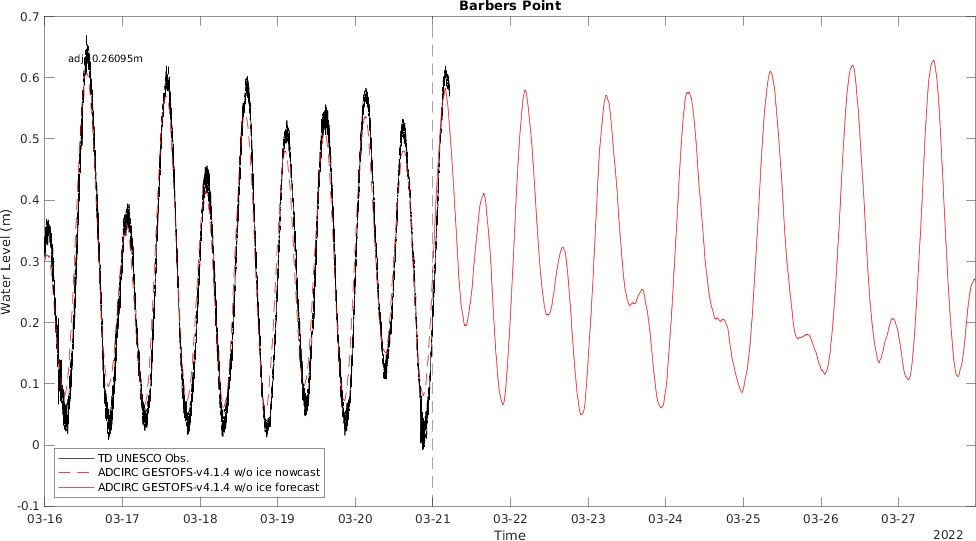 Barbers Point
0.7
0.6
0.5
0.4
0.3
0.2
0.1
0
-0.1
Water Level (m)
0.26095m
TD UNESCO Obs.
ADCIRC GESTOFS-v4.1.4 w/o ice nowcast
ADCIRC GESTOFS-v4.1.4 w/o ice forecast
03-16 03-17 03-18 03-19 03-20 03-21 03-22 03-23 03-24 03-25 03-26 03-27
Time
2022